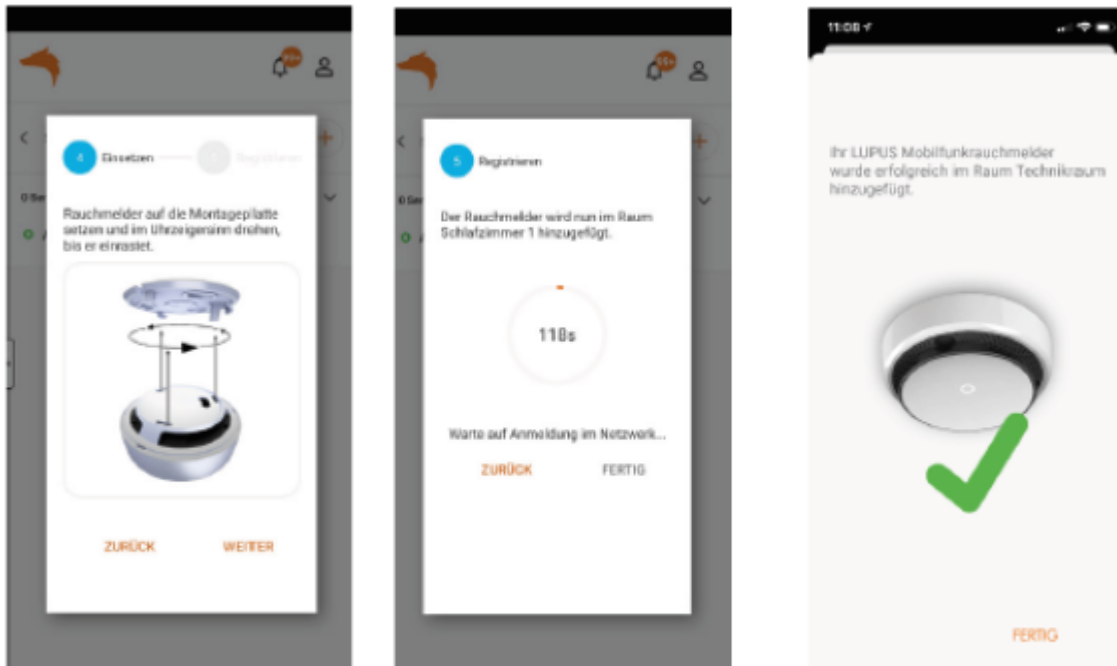 4 Einsetzen
Rauchmelder auf die Montageplatte
setzen und im Uhrzeigersinn drehen,
bis er einrastet.
ZURÜCK WEITER
5 Registrieren
Der Rauchmelder wird nun im Raum
Schlafzimmer 1 hinzugefügt.
118s
Warte auf Anmeldung im Netzwerk...
ZURÜCK FERTIG
11:08
Ihr LUPUS Mobilfunkrauchmelder
wurde erfolgreich im Raum Technikraum
hinzugefügt.
FERTIG